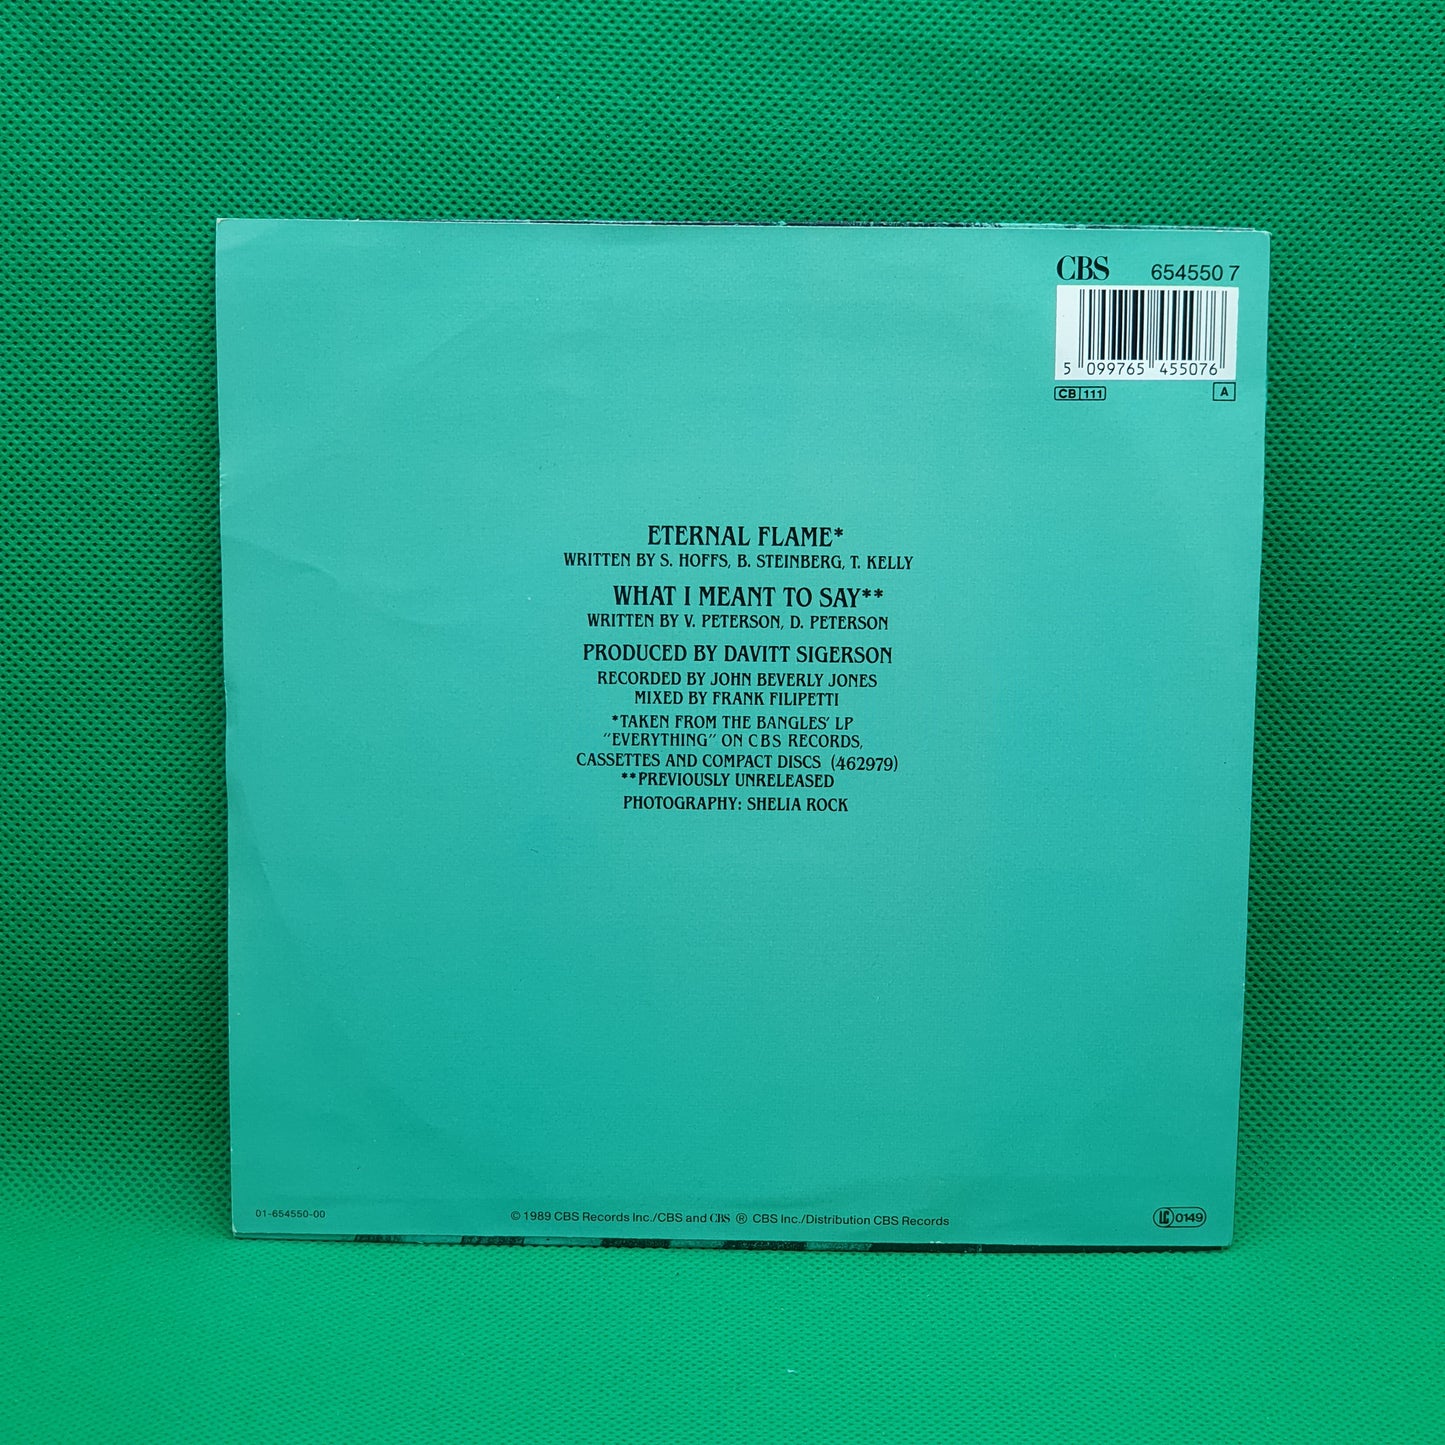 CBS 654550 7
5 099765 455076
CB 111 A
ETERNAL FLAME*
WRITTEN BY S. HOFFS, B. STEINBERG, T. KELLY
WHAT I MEANT TO SAY**
WRITTEN BY V. PETERSON, D. PETERSON
PRODUCED BY DAVITT SIGERSON
RECORDED BY JOHN BEVERLY JONES
MIXED BY FRANK FILIPETTI
*TAKEN FROM THE BANGLES' LP
"EVERYTHING" ON CBS RECORDS,
CASSETTES AND COMPACT DISCS (462979)
**PREVIOUSLY UNRELEASED
PHOTOGRAPHY: SHELIA ROCK
01-654550-00
© 1989 CBS Records Inc./CBS and CBS ® CBS Inc./Distribution CBS Records
LC 0149